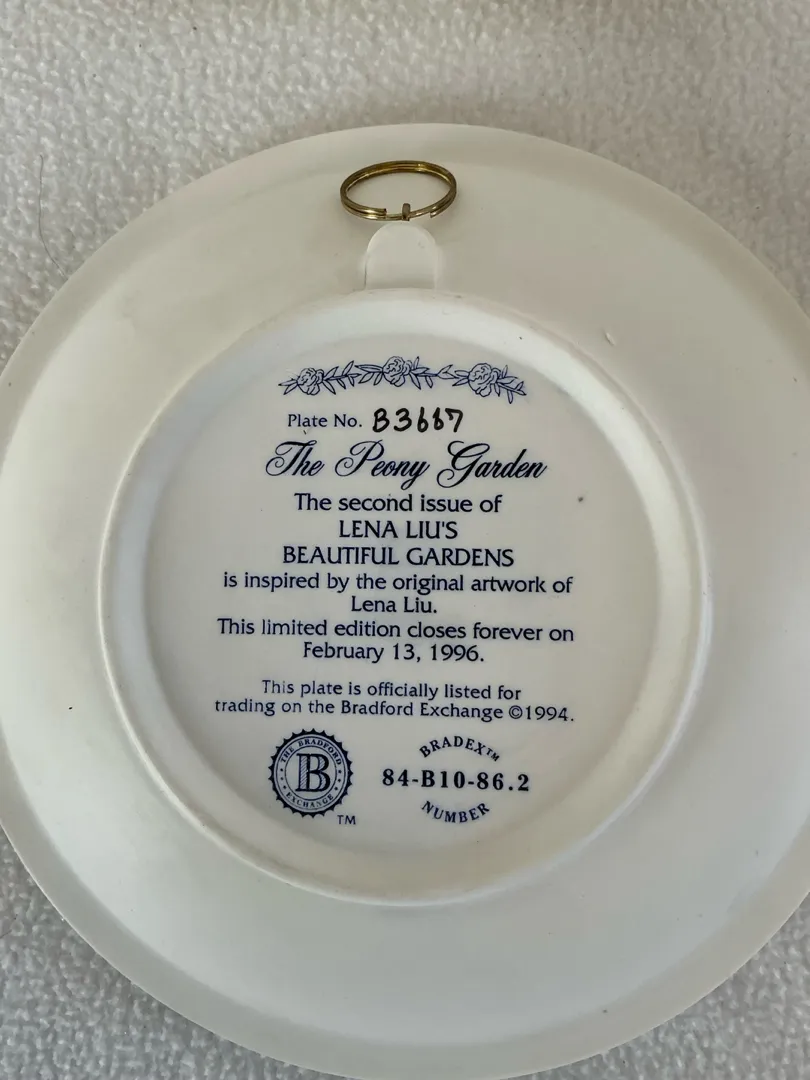 Plate No. B3667
The Peony Garden
The second issue of
LENA LIU'S
BEAUTIFUL GARDENS
is inspired by the original artwork of
Lena Liu.
This limited edition closes forever on
February 13, 1996.
This plate is officially listed for
trading on the Bradford Exchange ©1994.
THE BRADFORD
B
EXCHANGE
TM
BRADEX™
84-B10-86.2
NUMBER